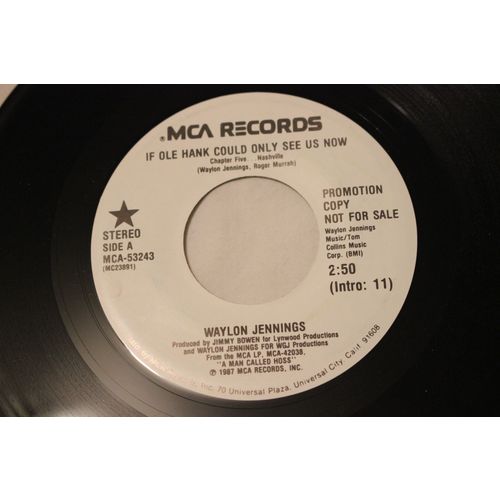 MCA RECORDS
IF OLE HANK COULD ONLY SEE US NOW
Chapter Five . . . Nashville
(Waylon Jennings, Roger Murrah)
STEREO
SIDE A
MCA-53243
(MC23891)
PROMOTION
COPY
NOT FOR SALE
Waylon Jennings
Music/Tom
Collins Music
Corp. (BMI)
2:50
(Intro: 11)
WAYLON JENNINGS
Produced by JIMMY BOWEN for Lynwood Productions
and WAYLON JENNINGS FOR WGJ Productions
From the MCA LP, MCA-42038,
"A MAN CALLED HOSS"
℗ 1987 MCA RECORDS, INC.
Inc. 70 Universal Plaza, Universal City, Calif. 91608